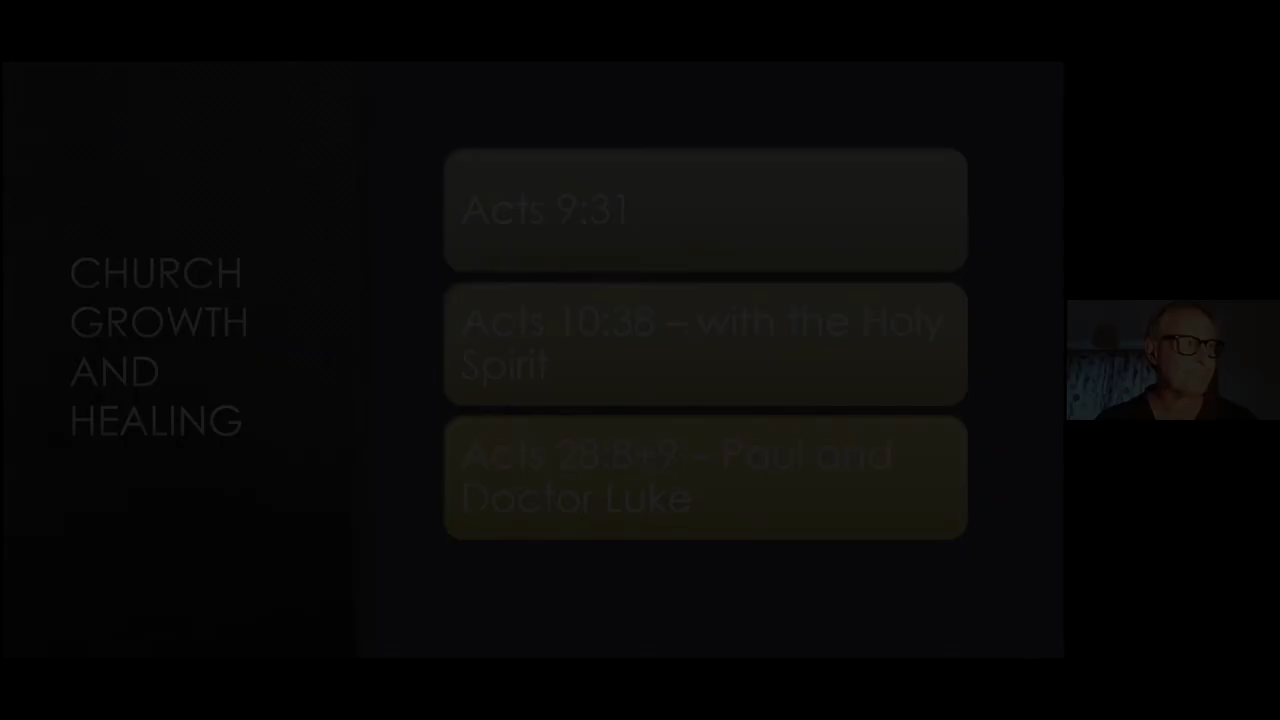 CHURCH
GROWTH
AND
HEALING
Acts 9:31
Acts 10:38 – with the Holy
Spirit
Acts 28:8+9 – Paul and
Doctor Luke